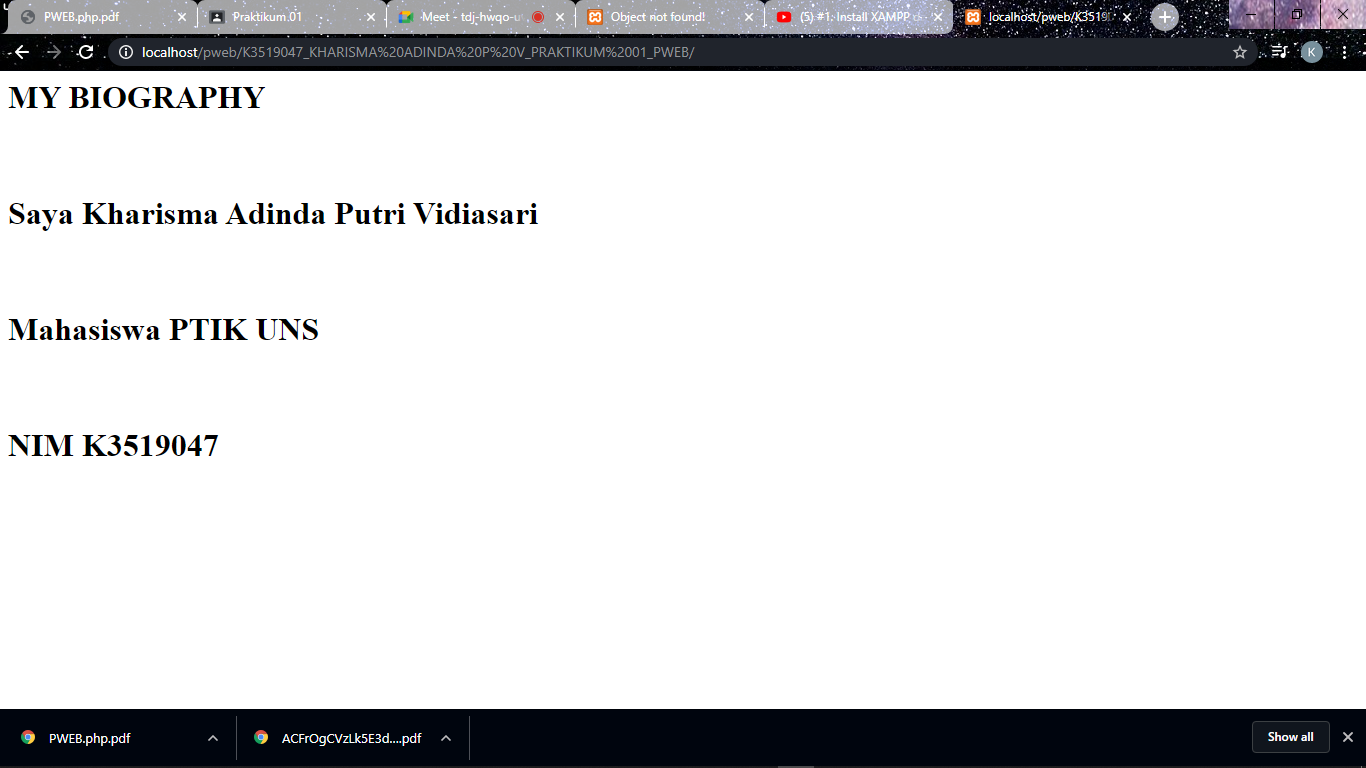 PWEB.php.pdf
Praktikum 01
Meet - tdj-hwqo-u
Object not found!
(5) #1: Install XAMPP d
localhost/pweb/K3519
localhost/pweb/K3519047_KHARISMA%20ADINDA%20P%20V_PRAKTIKUM%2001_PWEB/
K
MY BIOGRAPHY
Saya Kharisma Adinda Putri Vidiasari
Mahasiswa PTIK UNS
NIM K3519047
PWEB.php.pdf
ACFrOgCVzLk5E3d....pdf
Show all